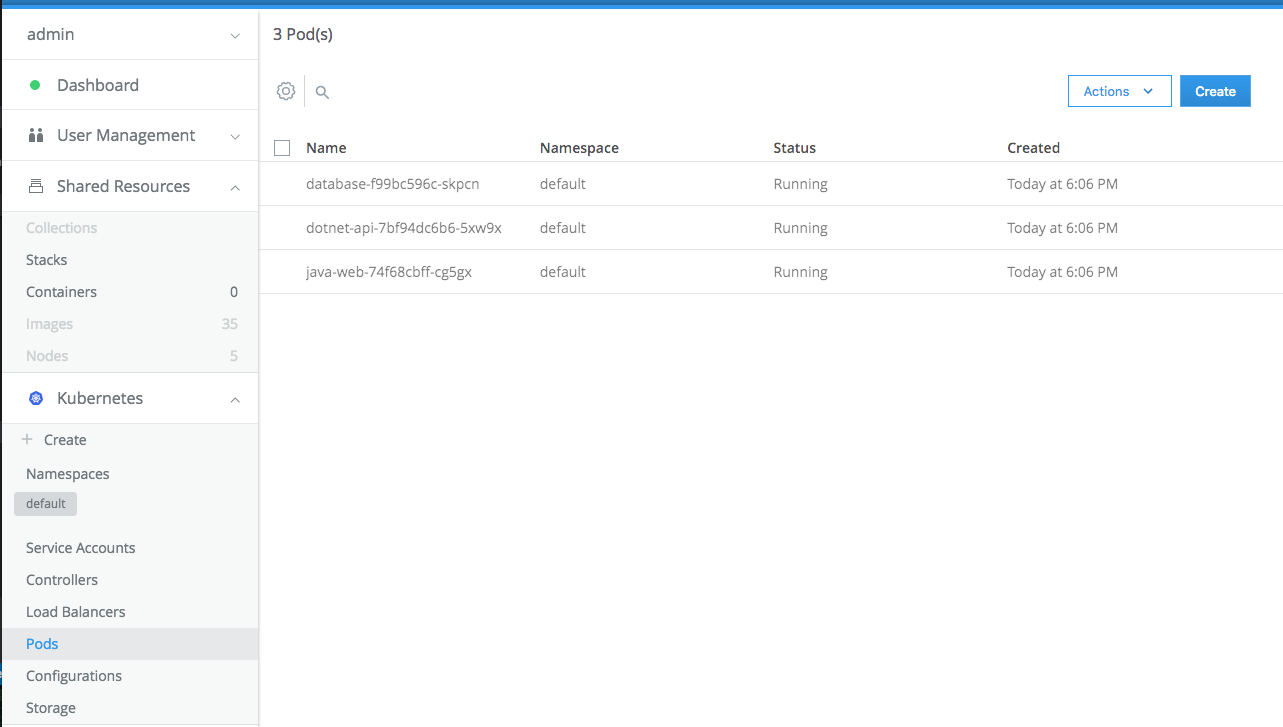 admin
Dashboard
User Management
Shared Resources
Collections
Stacks
Containers 0
Images 35
Nodes 5
Kubernetes
Create
Namespaces
default
Service Accounts
Controllers
Load Balancers
Pods
Configurations
Storage
3 Pod(s)
Actions Create
Name Namespace Status Created
database-f99bc596c-skpcn default Running Today at 6:06 PM
dotnet-api-7bf94dc6b6-5xw9x default Running Today at 6:06 PM
java-web-74f68cbff-cg5gx default Running Today at 6:06 PM